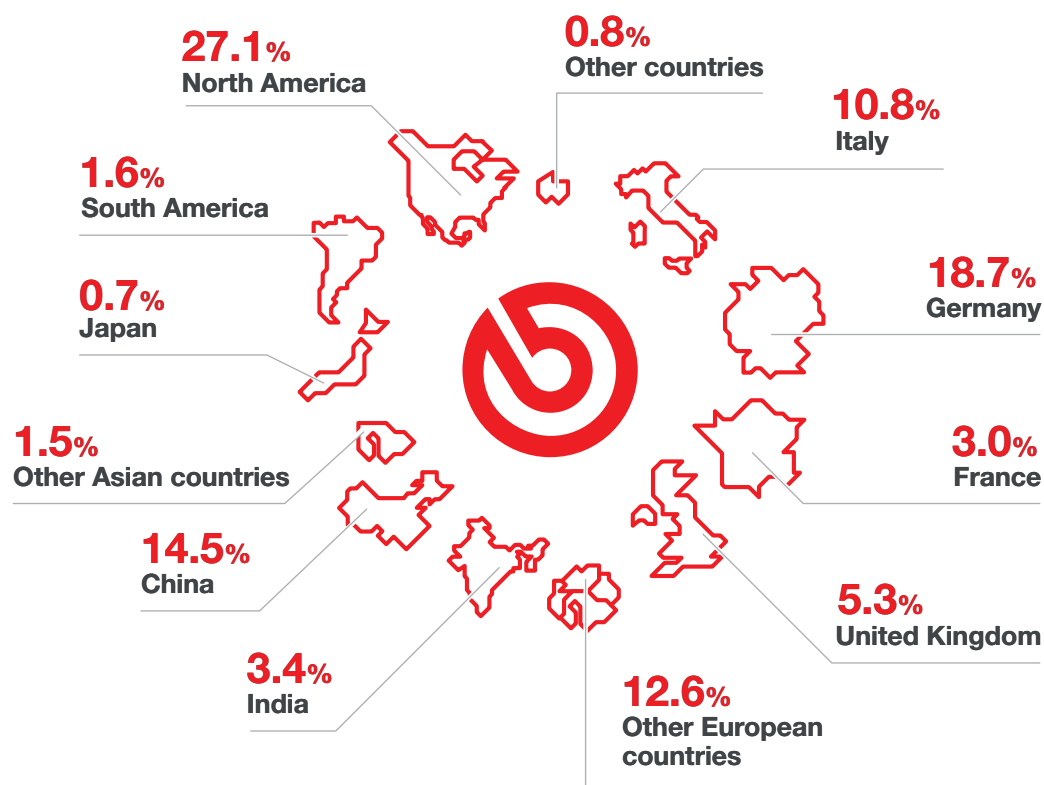 27.1%
North America
0.8%
Other countries
10.8%
Italy
1.6%
South America
18.7%
Germany
0.7%
Japan
3.0%
France
1.5%
Other Asian countries
14.5%
China
5.3%
United Kingdom
3.4%
India
12.6%
Other European
countries